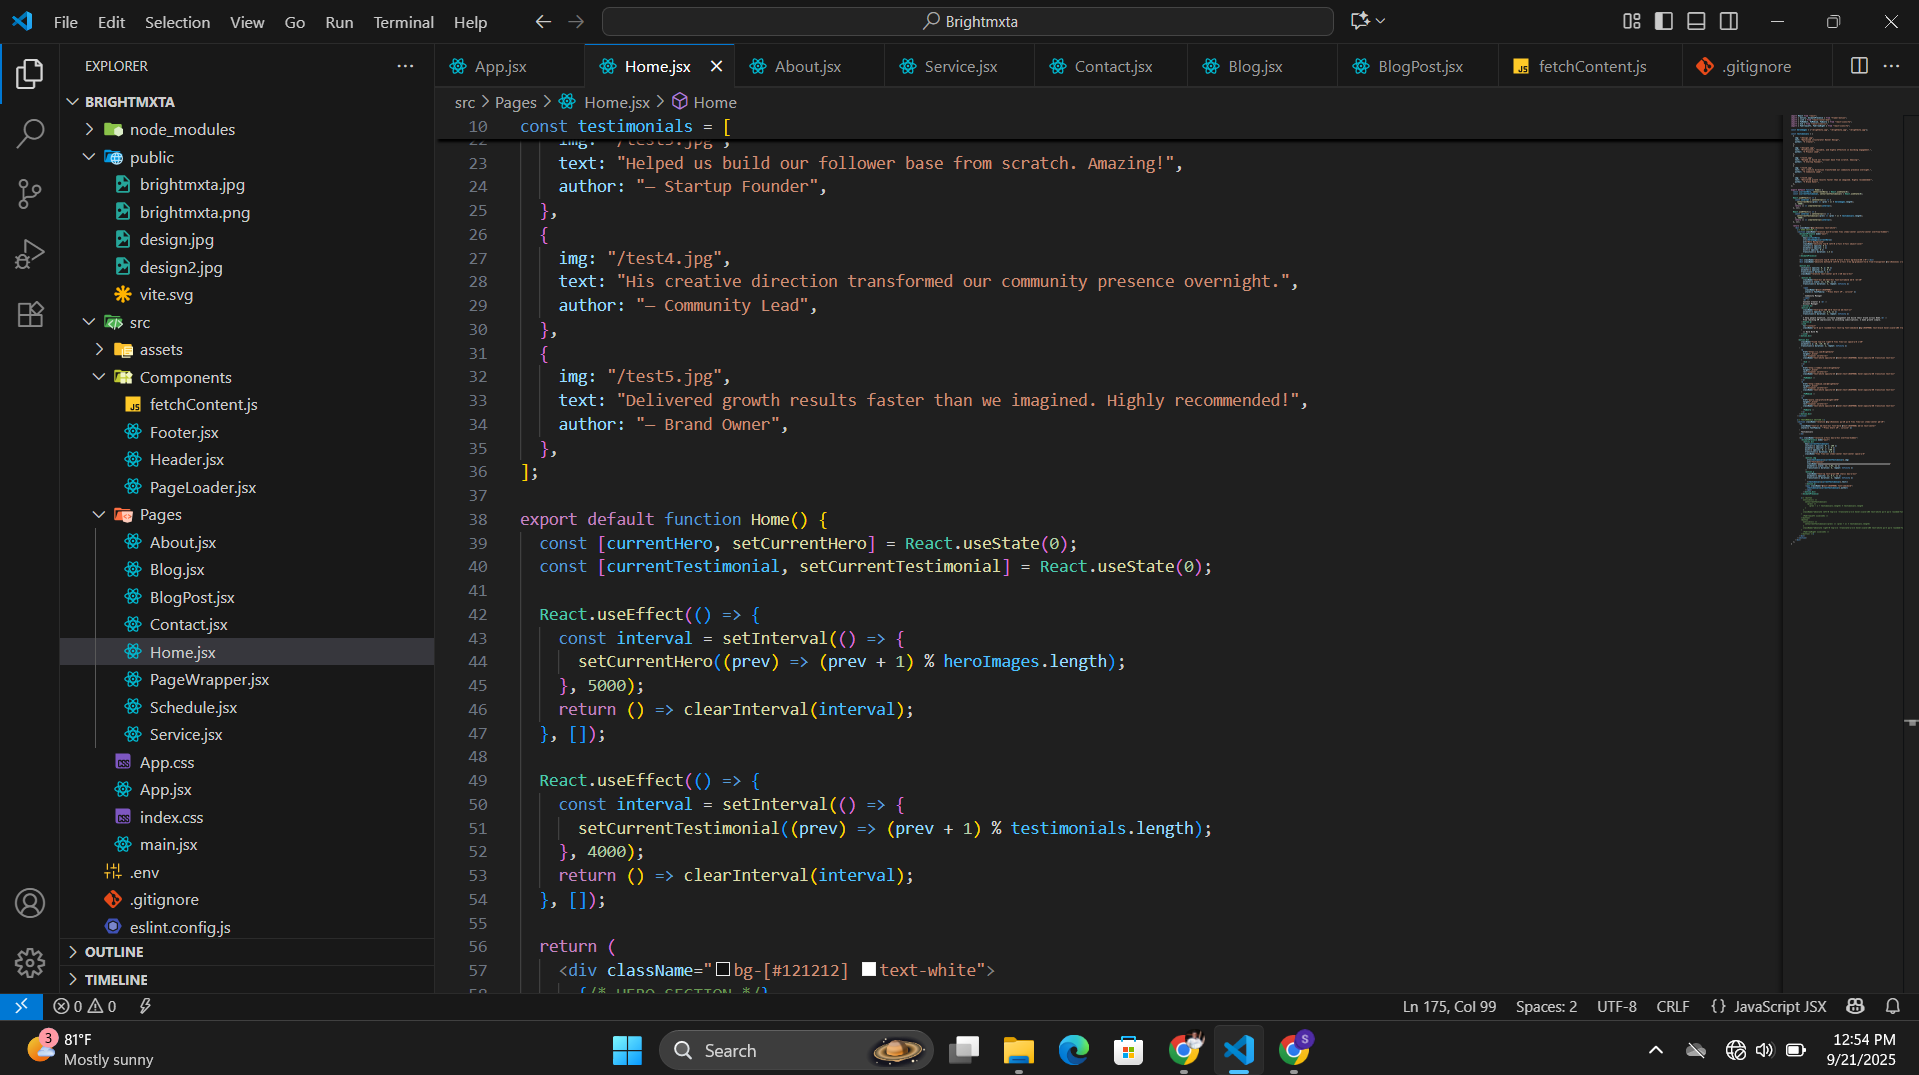 File Edit Selection View Go Run Terminal Help
Brightmxta
EXPLORER
BRIGHTMXTA
node_modules
public
brightmxta.jpg
brightmxta.png
design.jpg
design2.jpg
vite.svg
src
assets
Components
fetchContent.js
Footer.jsx
Header.jsx
PageLoader.jsx
Pages
About.jsx
Blog.jsx
BlogPost.jsx
Contact.jsx
Home.jsx
PageWrapper.jsx
Schedule.jsx
Service.jsx
App.css
App.jsx
index.css
main.jsx
.env
.gitignore
eslint.config.js
OUTLINE
TIMELINE
App.jsx Home.jsx About.jsx Service.jsx Contact.jsx Blog.jsx BlogPost.jsx fetchContent.js .gitignore
src > Pages > Home.jsx > Home
10 const testimonials = [
22 img: "/test3.jpg",
23 text: "Helped us build our follower base from scratch. Amazing!",
24 author: "— Startup Founder",
25 },
26 {
27 img: "/test4.jpg",
28 text: "His creative direction transformed our community presence overnight.",
29 author: "— Community Lead",
30 },
31 {
32 img: "/test5.jpg",
33 text: "Delivered growth results faster than we imagined. Highly recommended!",
34 author: "— Brand Owner",
35 },
36 ];
37
38 export default function Home() {
39 const [currentHero, setCurrentHero] = React.useState(0);
40 const [currentTestimonial, setCurrentTestimonial] = React.useState(0);
41
42 React.useEffect(() => {
43 const interval = setInterval(() => {
44 setCurrentHero((prev) => (prev + 1) % heroImages.length);
45 }, 5000);
46 return () => clearInterval(interval);
47 }, []);
48
49 React.useEffect(() => {
50 const interval = setInterval(() => {
51 setCurrentTestimonial((prev) => (prev + 1) % testimonials.length);
52 }, 4000);
53 return () => clearInterval(interval);
54 }, []);
55
56 return (
57 <div className="bg-[#121212] text-white">
58 {/* HERO SECTION */}
0 0
Ln 175, Col 99 Spaces: 2 UTF-8 CRLF {} JavaScript JSX
3
81°F
Mostly sunny
Search
S
12:54 PM
9/21/2025